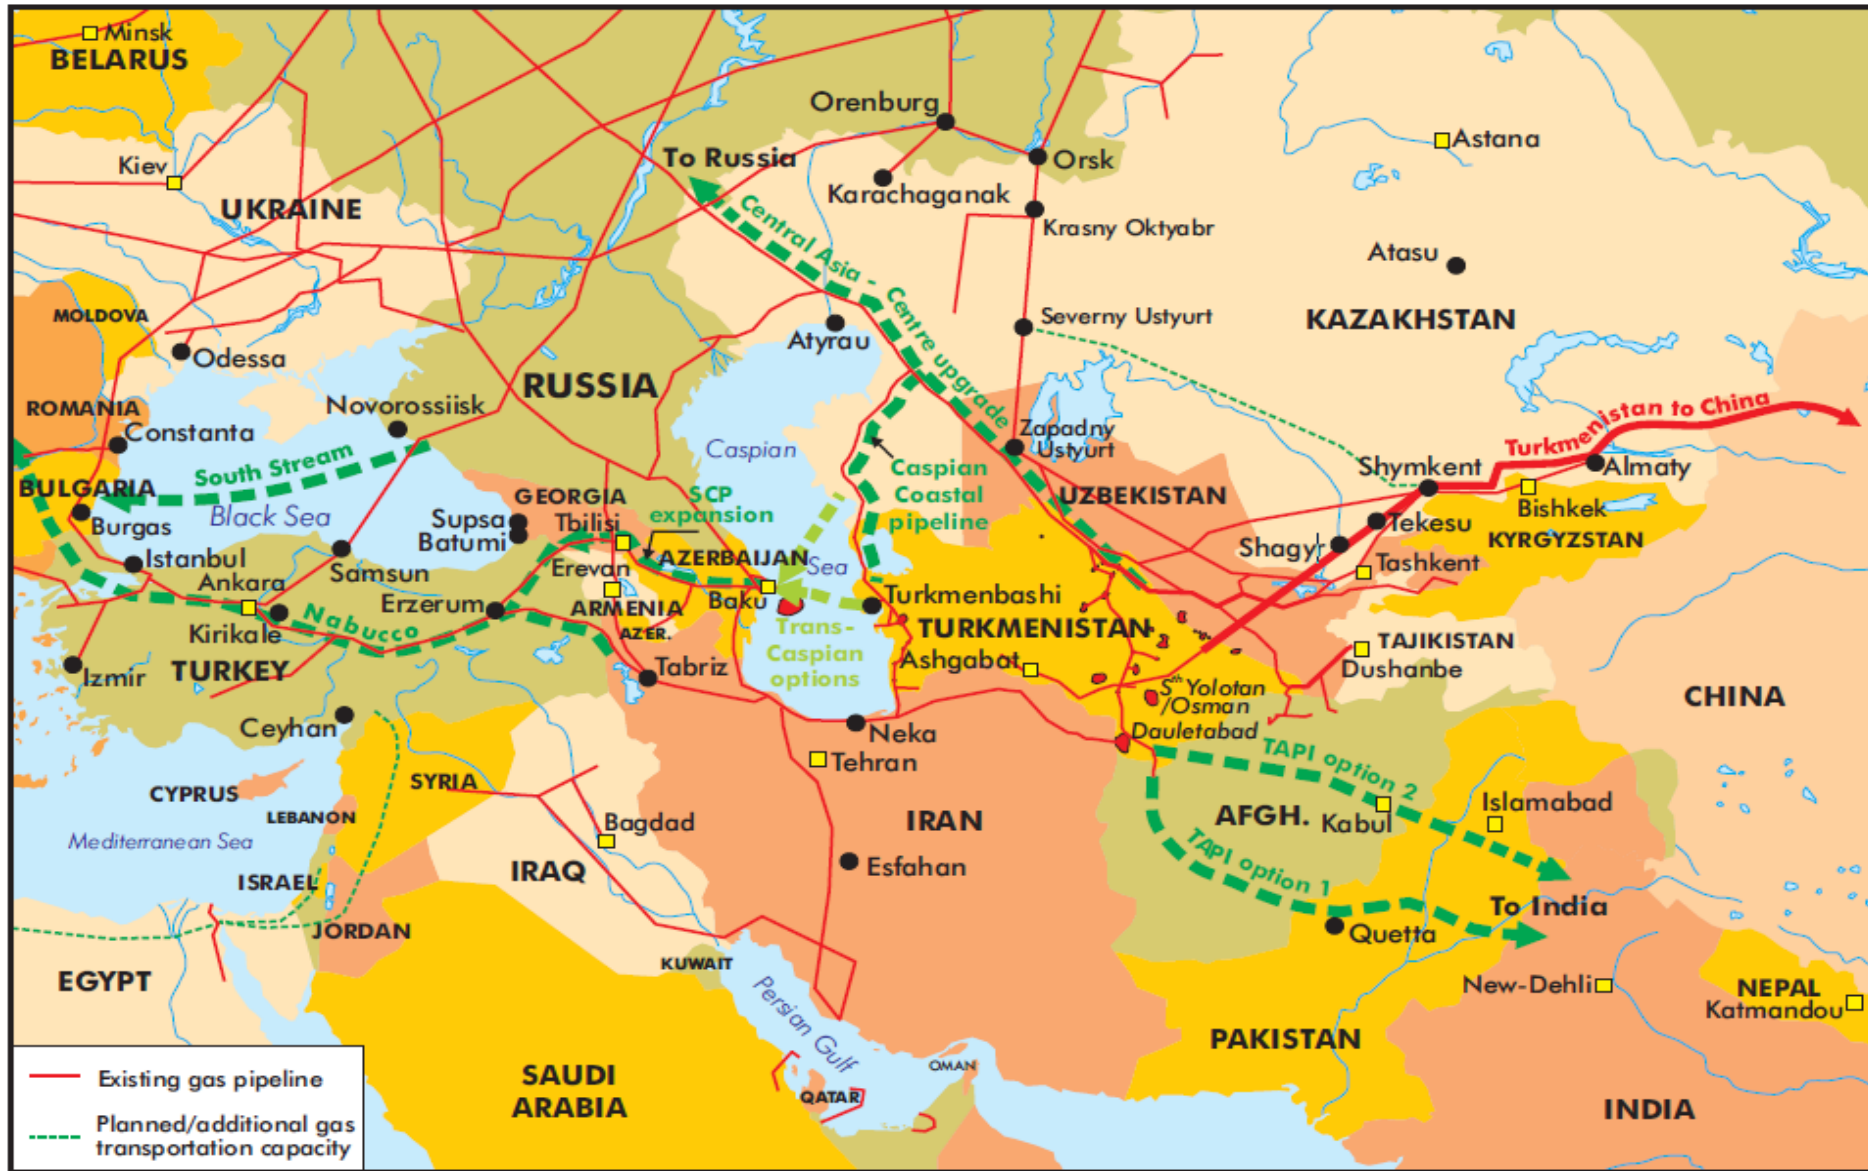 Minsk
BELARUS
Orenburg
To Russia
Orsk
Astana
Kiev
Karachaganak
UKRAINE
Krasny Oktyabr
Central Asia - Centre upgrade
Atasu
MOLDOVA
Severny Ustyurt
KAZAKHSTAN
Odessa
Atyrau
RUSSIA
ROMANIA
Novorossiisk
Constanta
Turkmenistan to China
Caspian
Sea
Zapadny
Ustyurt
South Stream
Caspian
Coastal
pipeline
Shymkent
Almaty
BULGARIA
GEORGIA
SCP
expansion
UZBEKISTAN
Burgas
Black Sea
Supsa
Batumi
Tbilisi
Bishkek
Tekesu
KYRGYZSTAN
Istanbul
Ankara
Samsun
Erevan
AZERBAIJAN
Shagyr
Tashkent
Kirikale
Nabucco
Erzerum
ARMENIA
AZER.
Baku
Turkmenbashi
TURKMENISTAN
Trans-
Caspian
options
TAJIKISTAN
Dushanbe
Izmir
TURKEY
Tabriz
Ashgabat
Sth Yolotan
/Osman
Dauletabad
CHINA
Ceyhan
Neka
Tehran
TAPI option 2
CYPRUS
SYRIA
LEBANON
Mediterranean Sea
Bagdad
IRAN
AFGH.
Kabul
Islamabad
ISRAEL
IRAQ
Esfahan
TAPI option 1
To India
JORDAN
Quetta
EGYPT
KUWAIT
Persian Gulf
New-Dehli
NEPAL
Katmandou
PAKISTAN
SAUDI
ARABIA
QATAR
OMAN
INDIA
Existing gas pipeline
Planned/additional gas
transportation capacity